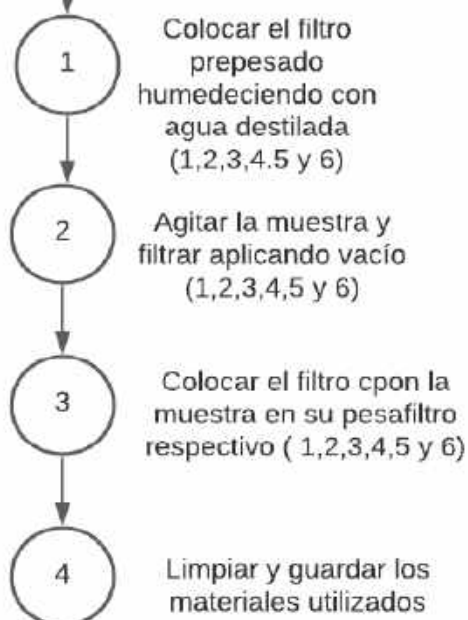 1
Colocar el filtro
prepesado
humedeciendo con
agua destilada
(1,2,3,4.5 y 6)
2
Agitar la muestra y
filtrar aplicando vacío
(1,2,3,4,5 y 6)
3
Colocar el filtro cpon la
muestra en su pesafiltro
respectivo ( 1,2,3,4,5 y 6)
4
Limpiar y guardar los
materiales utilizados